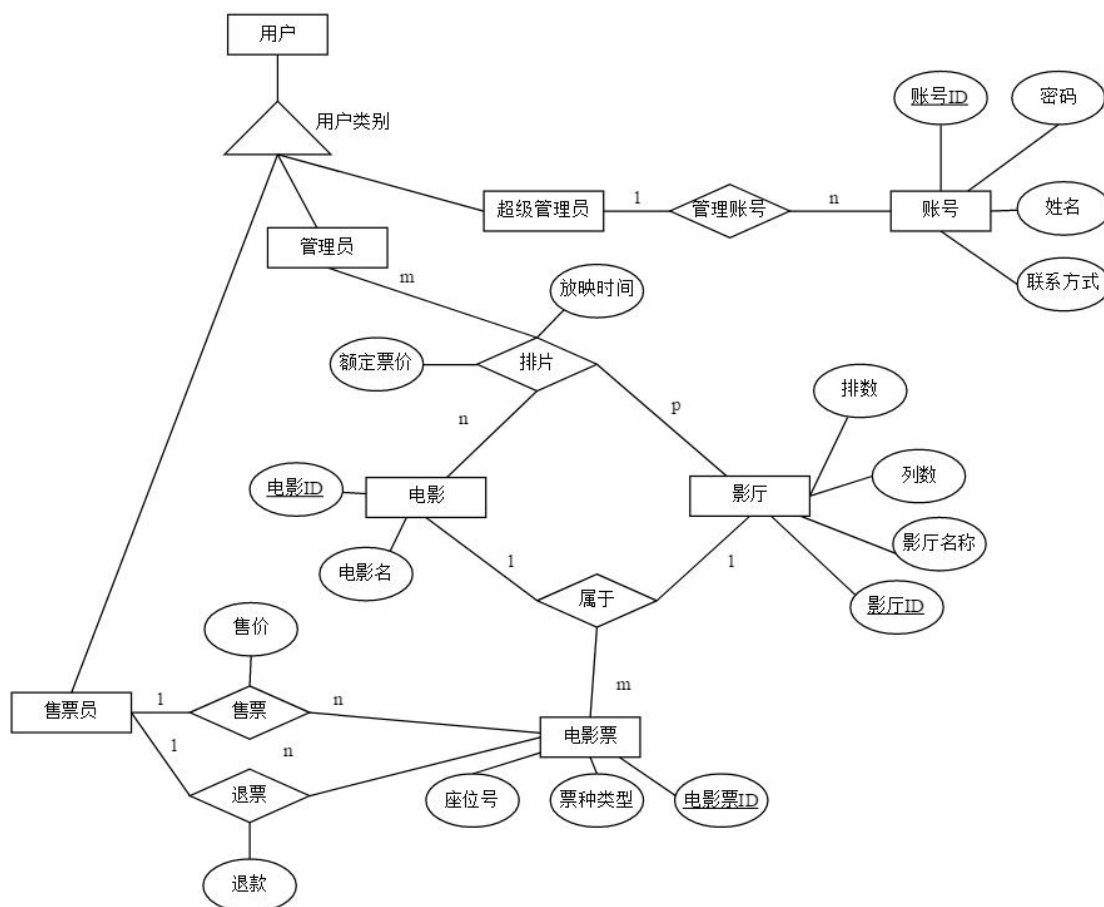 用户
用户类别
账号ID
密码
超级管理员
1
管理账号
n
账号
姓名
管理员
联系方式
m
放映时间
额定票价
排片
排数
p
n
列数
电影ID
电影
影厅
影厅名称
电影名
1
1
属于
影厅ID
售价
m
售票员
1
售票
n
电影票
1
n
退票
座位号
票种类型
电影票ID
退款